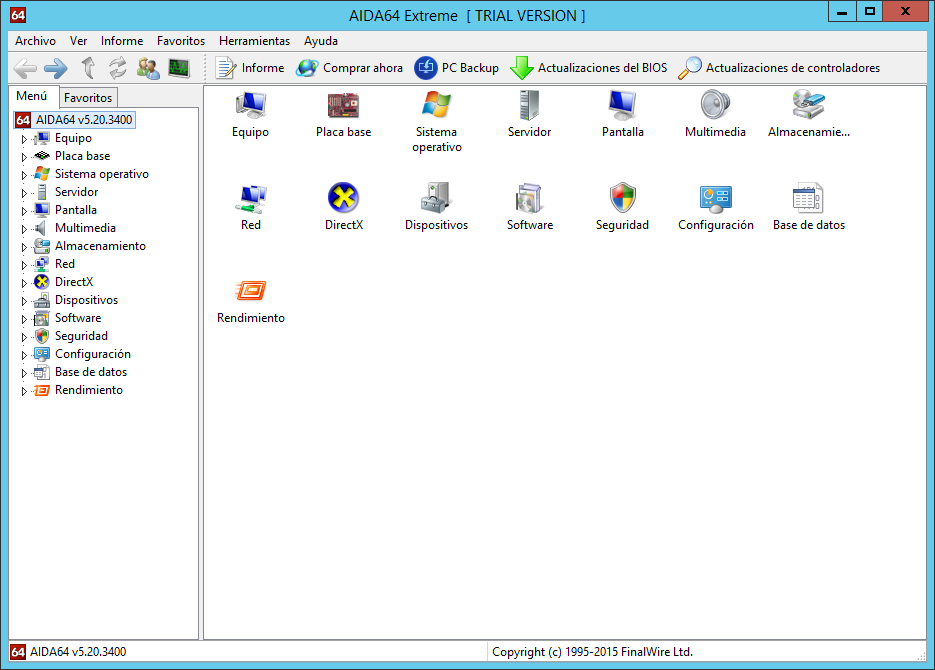 64 AIDA64 Extreme [ TRIAL VERSION ]
Archivo Ver Informe Favoritos Herramientas Ayuda
Informe Comprar ahora PC Backup Actualizaciones del BIOS Actualizaciones de controladores
Menú Favoritos
64 AIDA64 v5.20.3400
Equipo
Placa base
Sistema operativo
Servidor
Pantalla
Multimedia
Almacenamiento
Red
DirectX
Dispositivos
Software
Seguridad
Configuración
Base de datos
Rendimiento
Equipo Placa base Sistema operativo Servidor Pantalla Multimedia Almacenamie...
Red DirectX Dispositivos Software Seguridad Configuración Base de datos
Rendimiento
64 AIDA64 v5.20.3400 Copyright (c) 1995-2015 FinalWire Ltd.